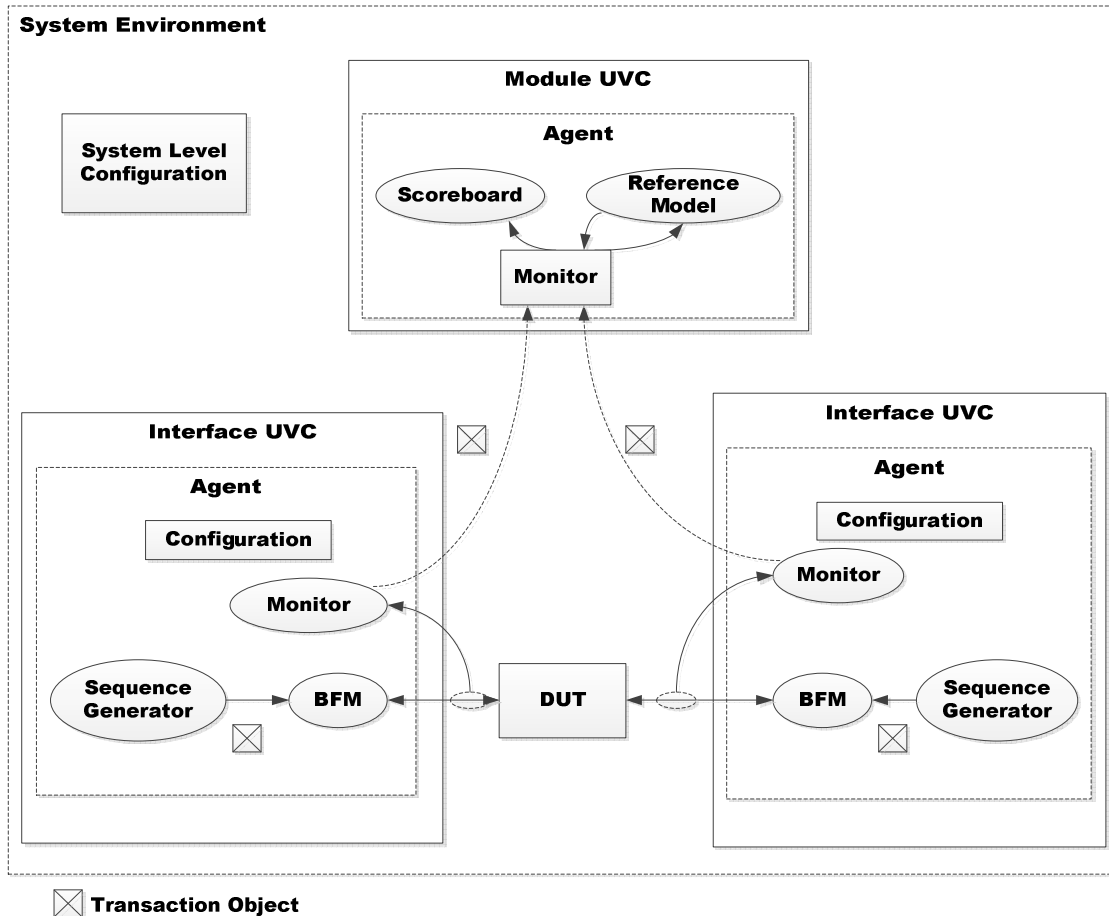 System Environment
Module UVC
Agent
System Level
Configuration
Scoreboard
Reference
Model
Monitor
Interface UVC
Agent
Configuration
Monitor
Sequence
Generator
BFM
DUT
Interface UVC
Agent
Configuration
Monitor
BFM
Sequence
Generator
Transaction Object